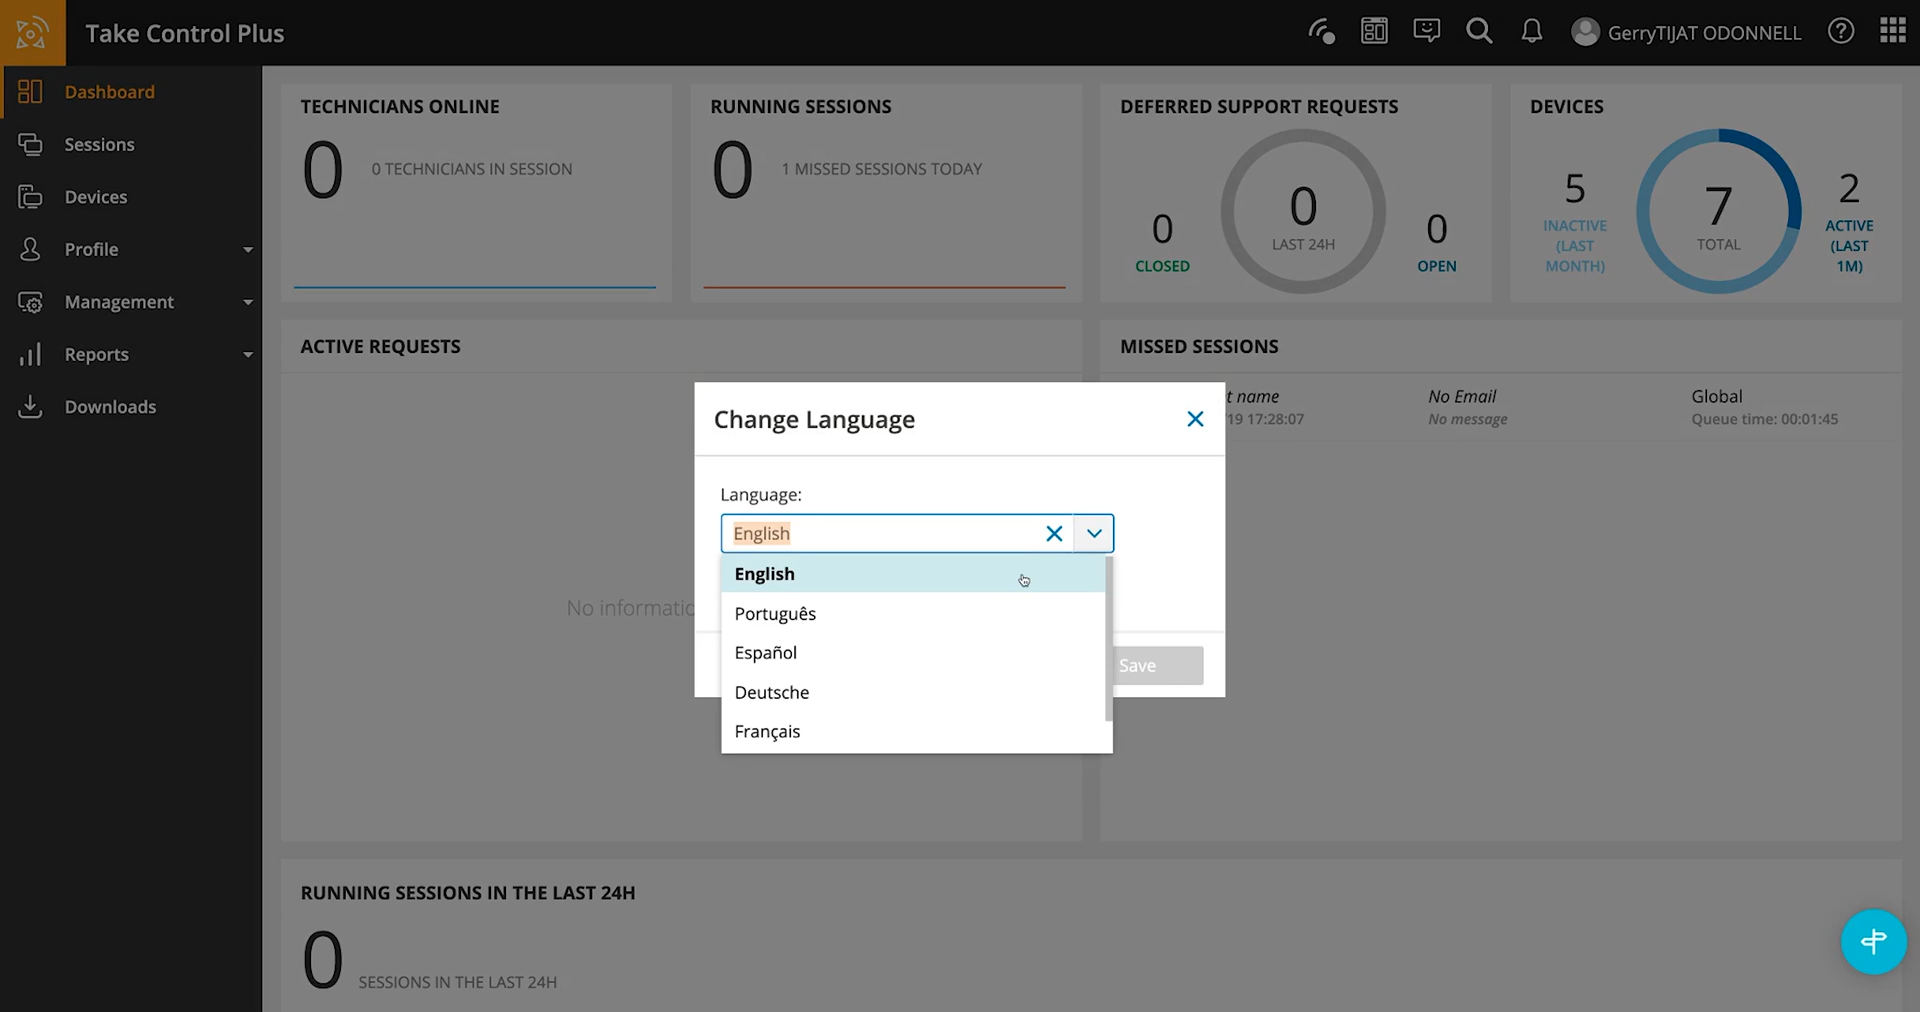 Take Control Plus
GerryTIJAT ODONNELL
Dashboard
Sessions
Devices
Profile
Management
Reports
Downloads
TECHNICIANS ONLINE
0
0 TECHNICIANS IN SESSION
RUNNING SESSIONS
0
1 MISSED SESSIONS TODAY
DEFERRED SUPPORT REQUESTS
0
CLOSED
0
LAST 24H
0
OPEN
DEVICES
5
INACTIVE
(LAST
MONTH)
7
TOTAL
2
ACTIVE
(LAST
1M)
ACTIVE REQUESTS
No informatio
MISSED SESSIONS
t name
19 17:28:07
No Email
No message
Global
Queue time: 00:01:45
Change Language
Language:
English
English
Português
Español
Deutsche
Français
Save
RUNNING SESSIONS IN THE LAST 24H
0
SESSIONS IN THE LAST 24H